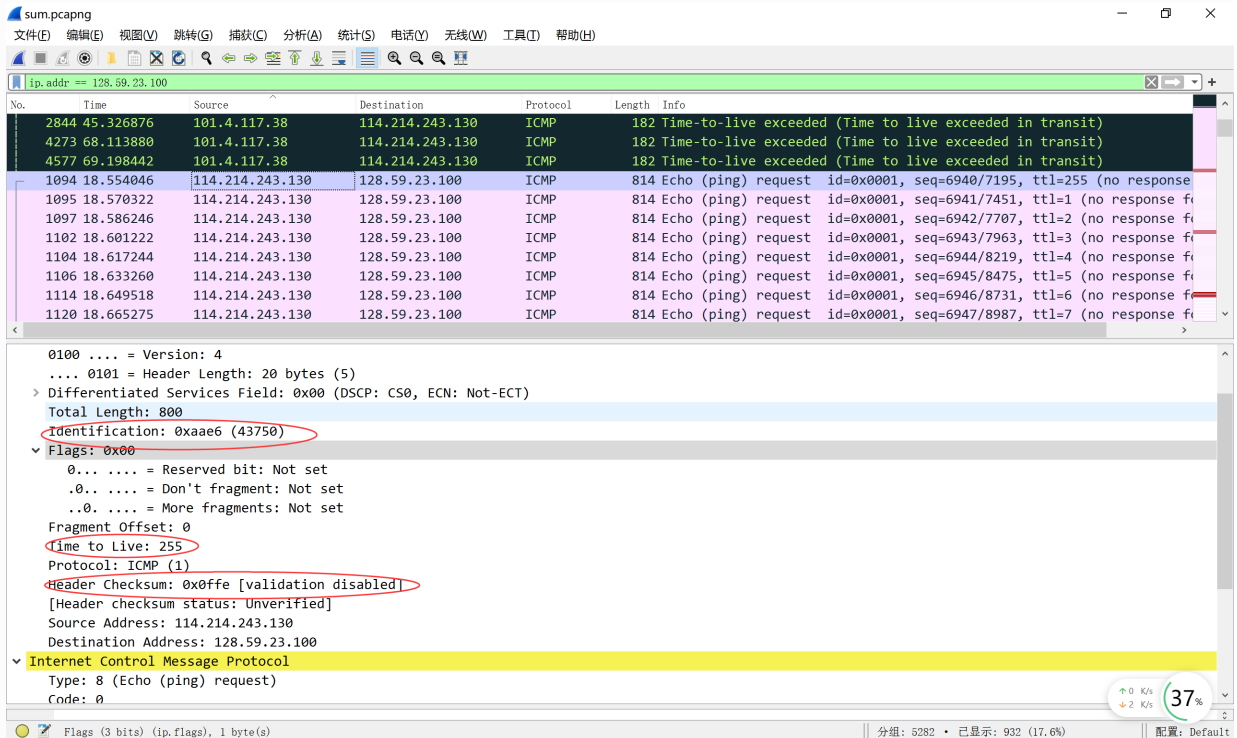 sum.pcapng
文件(F) 编辑(E) 视图(V) 跳转(G) 捕获(C) 分析(A) 统计(S) 电话(Y) 无线(W) 工具(T) 帮助(H)
ip.addr == 128.59.23.100
No. Time Source Destination Protocol Length Info
2844 45.326876 101.4.117.38 114.214.243.130 ICMP 182 Time-to-live exceeded (Time to live exceeded in transit)
4273 68.113880 101.4.117.38 114.214.243.130 ICMP 182 Time-to-live exceeded (Time to live exceeded in transit)
4577 69.198442 101.4.117.38 114.214.243.130 ICMP 182 Time-to-live exceeded (Time to live exceeded in transit)
1094 18.554046 114.214.243.130 128.59.23.100 ICMP 814 Echo (ping) request id=0x0001, seq=6940/7195, ttl=255 (no response
1095 18.570322 114.214.243.130 128.59.23.100 ICMP 814 Echo (ping) request id=0x0001, seq=6941/7451, ttl=1 (no response f
1097 18.586246 114.214.243.130 128.59.23.100 ICMP 814 Echo (ping) request id=0x0001, seq=6942/7707, ttl=2 (no response f
1102 18.601222 114.214.243.130 128.59.23.100 ICMP 814 Echo (ping) request id=0x0001, seq=6943/7963, ttl=3 (no response f
1104 18.617244 114.214.243.130 128.59.23.100 ICMP 814 Echo (ping) request id=0x0001, seq=6944/8219, ttl=4 (no response f
1106 18.633260 114.214.243.130 128.59.23.100 ICMP 814 Echo (ping) request id=0x0001, seq=6945/8475, ttl=5 (no response f
1114 18.649518 114.214.243.130 128.59.23.100 ICMP 814 Echo (ping) request id=0x0001, seq=6946/8731, ttl=6 (no response f
1120 18.665275 114.214.243.130 128.59.23.100 ICMP 814 Echo (ping) request id=0x0001, seq=6947/8987, ttl=7 (no response f
0100 .... = Version: 4
.... 0101 = Header Length: 20 bytes (5)
Differentiated Services Field: 0x00 (DSCP: CS0, ECN: Not-ECT)
Total Length: 800
Identification: 0xaae6 (43750)
Flags: 0x00
0... .... = Reserved bit: Not set
.0.. .... = Don't fragment: Not set
..0. .... = More fragments: Not set
Fragment Offset: 0
Time to Live: 255
Protocol: ICMP (1)
Header Checksum: 0x0ffe [validation disabled]
[Header checksum status: Unverified]
Source Address: 114.214.243.130
Destination Address: 128.59.23.100
Internet Control Message Protocol
Type: 8 (Echo (ping) request)
Code: 0
↑0 K/s
↓2 K/s
37%
Flags (3 bits) (ip.flags), 1 byte(s) 分组: 5282 • 已显示: 932 (17.6%) 配置: Default